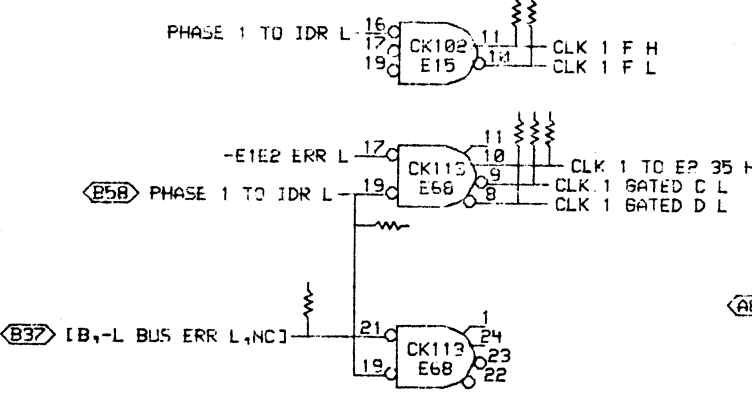 PHASE 1 TO IDR L 16
17
19
CK102
E15
11
10
CLK 1 F H
CLK 1 F L
-E1E2 ERR L 17
B58 PHASE 1 TO IDR L 19
CK113
E68
11
10
9
8
CLK 1 TO E2 35 H
CLK 1 GATED C L
CLK 1 GATED D L
B37 [B,-L BUS ERR L,NC] 21
19
CK113
E68
1
24
23
22